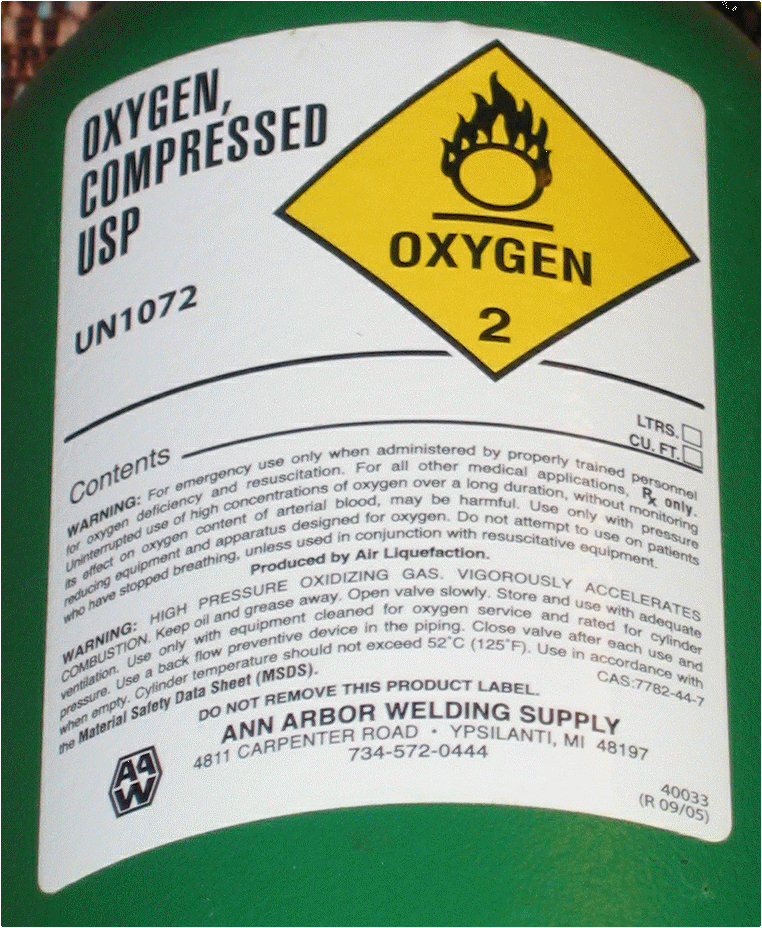 OXYGEN,
COMPRESSED
USP
UN1072
OXYGEN
2
LTRS.
CU. FT.
Contents
WARNING: For emergency use only when administered by properly trained personnel
for oxygen deficiency and resuscitation. For all other medical applications, Rx only.
Uninterrupted use of high concentrations of oxygen over a long duration, without monitoring
its effect on oxygen content of arterial blood, may be harmful. Use only with pressure
reducing equipment and apparatus designed for oxygen. Do not attempt to use on patients
who have stopped breathing, unless used in conjunction with resuscitative equipment.
Produced by Air Liquefaction.
WARNING: HIGH PRESSURE OXIDIZING GAS. VIGOROUSLY ACCELERATES
COMBUSTION. Keep oil and grease away. Open valve slowly. Store and use with adequate
ventilation. Use only with equipment cleaned for oxygen service and rated for cylinder
pressure. Use a back flow preventive device in the piping. Close valve after each use and
when empty. Cylinder temperature should not exceed 52°C (125°F). Use in accordance with
the Material Safety Data Sheet (MSDS).
CAS:7782-44-7
DO NOT REMOVE THIS PRODUCT LABEL.
ANN ARBOR WELDING SUPPLY
4811 CARPENTER ROAD · YPSILANTI, MI 48197
734-572-0444
AA
W
40033
(R 09/05)